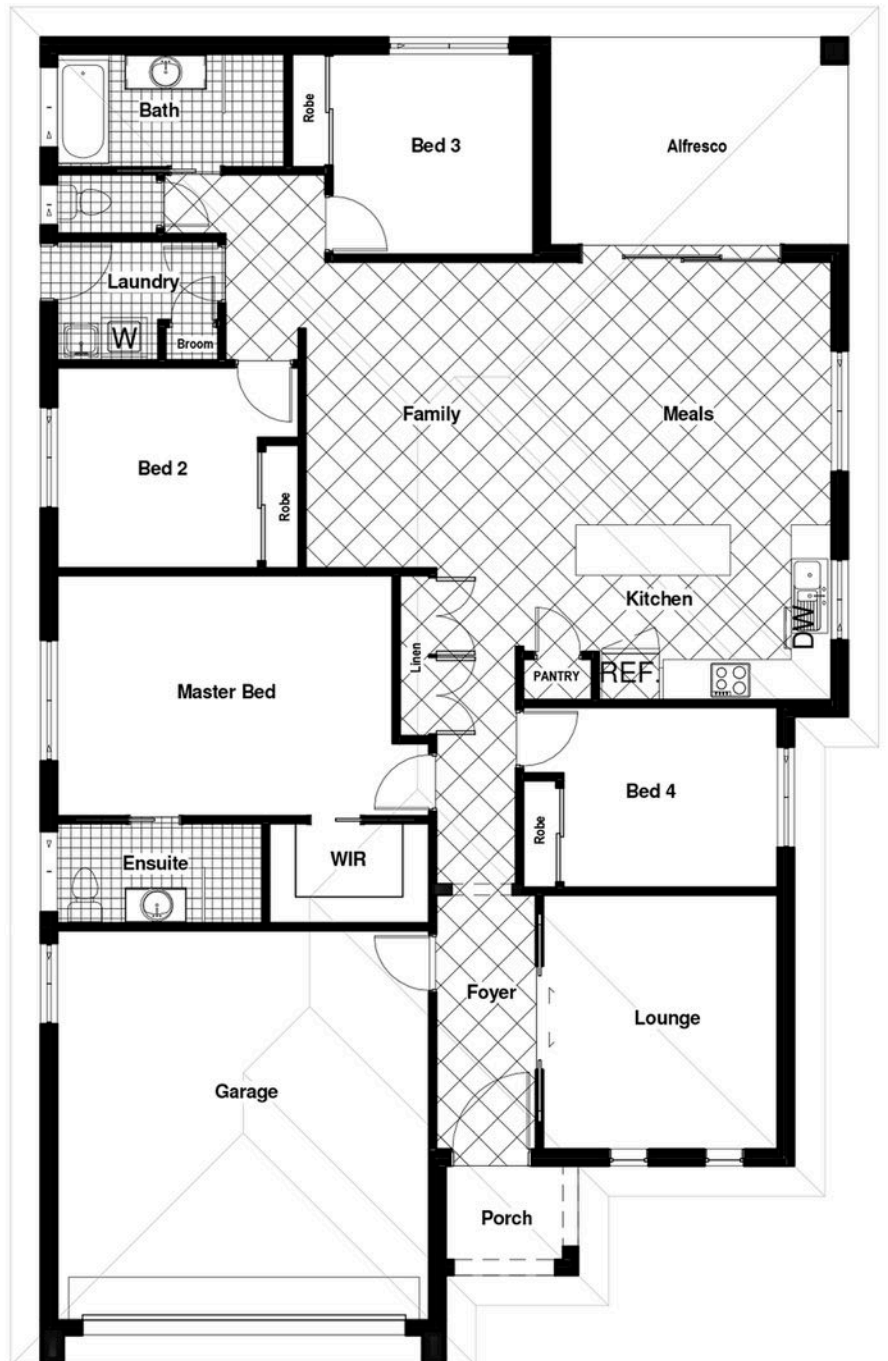 Bath
Robe
Bed 3
Alfresco
Laundry
W
Broom
Family
Meals
Bed 2
Robe
Kitchen
DW
Linen
PANTRY
REF.
Master Bed
Bed 4
Robe
Ensuite
WIR
Foyer
Lounge
Garage
Porch